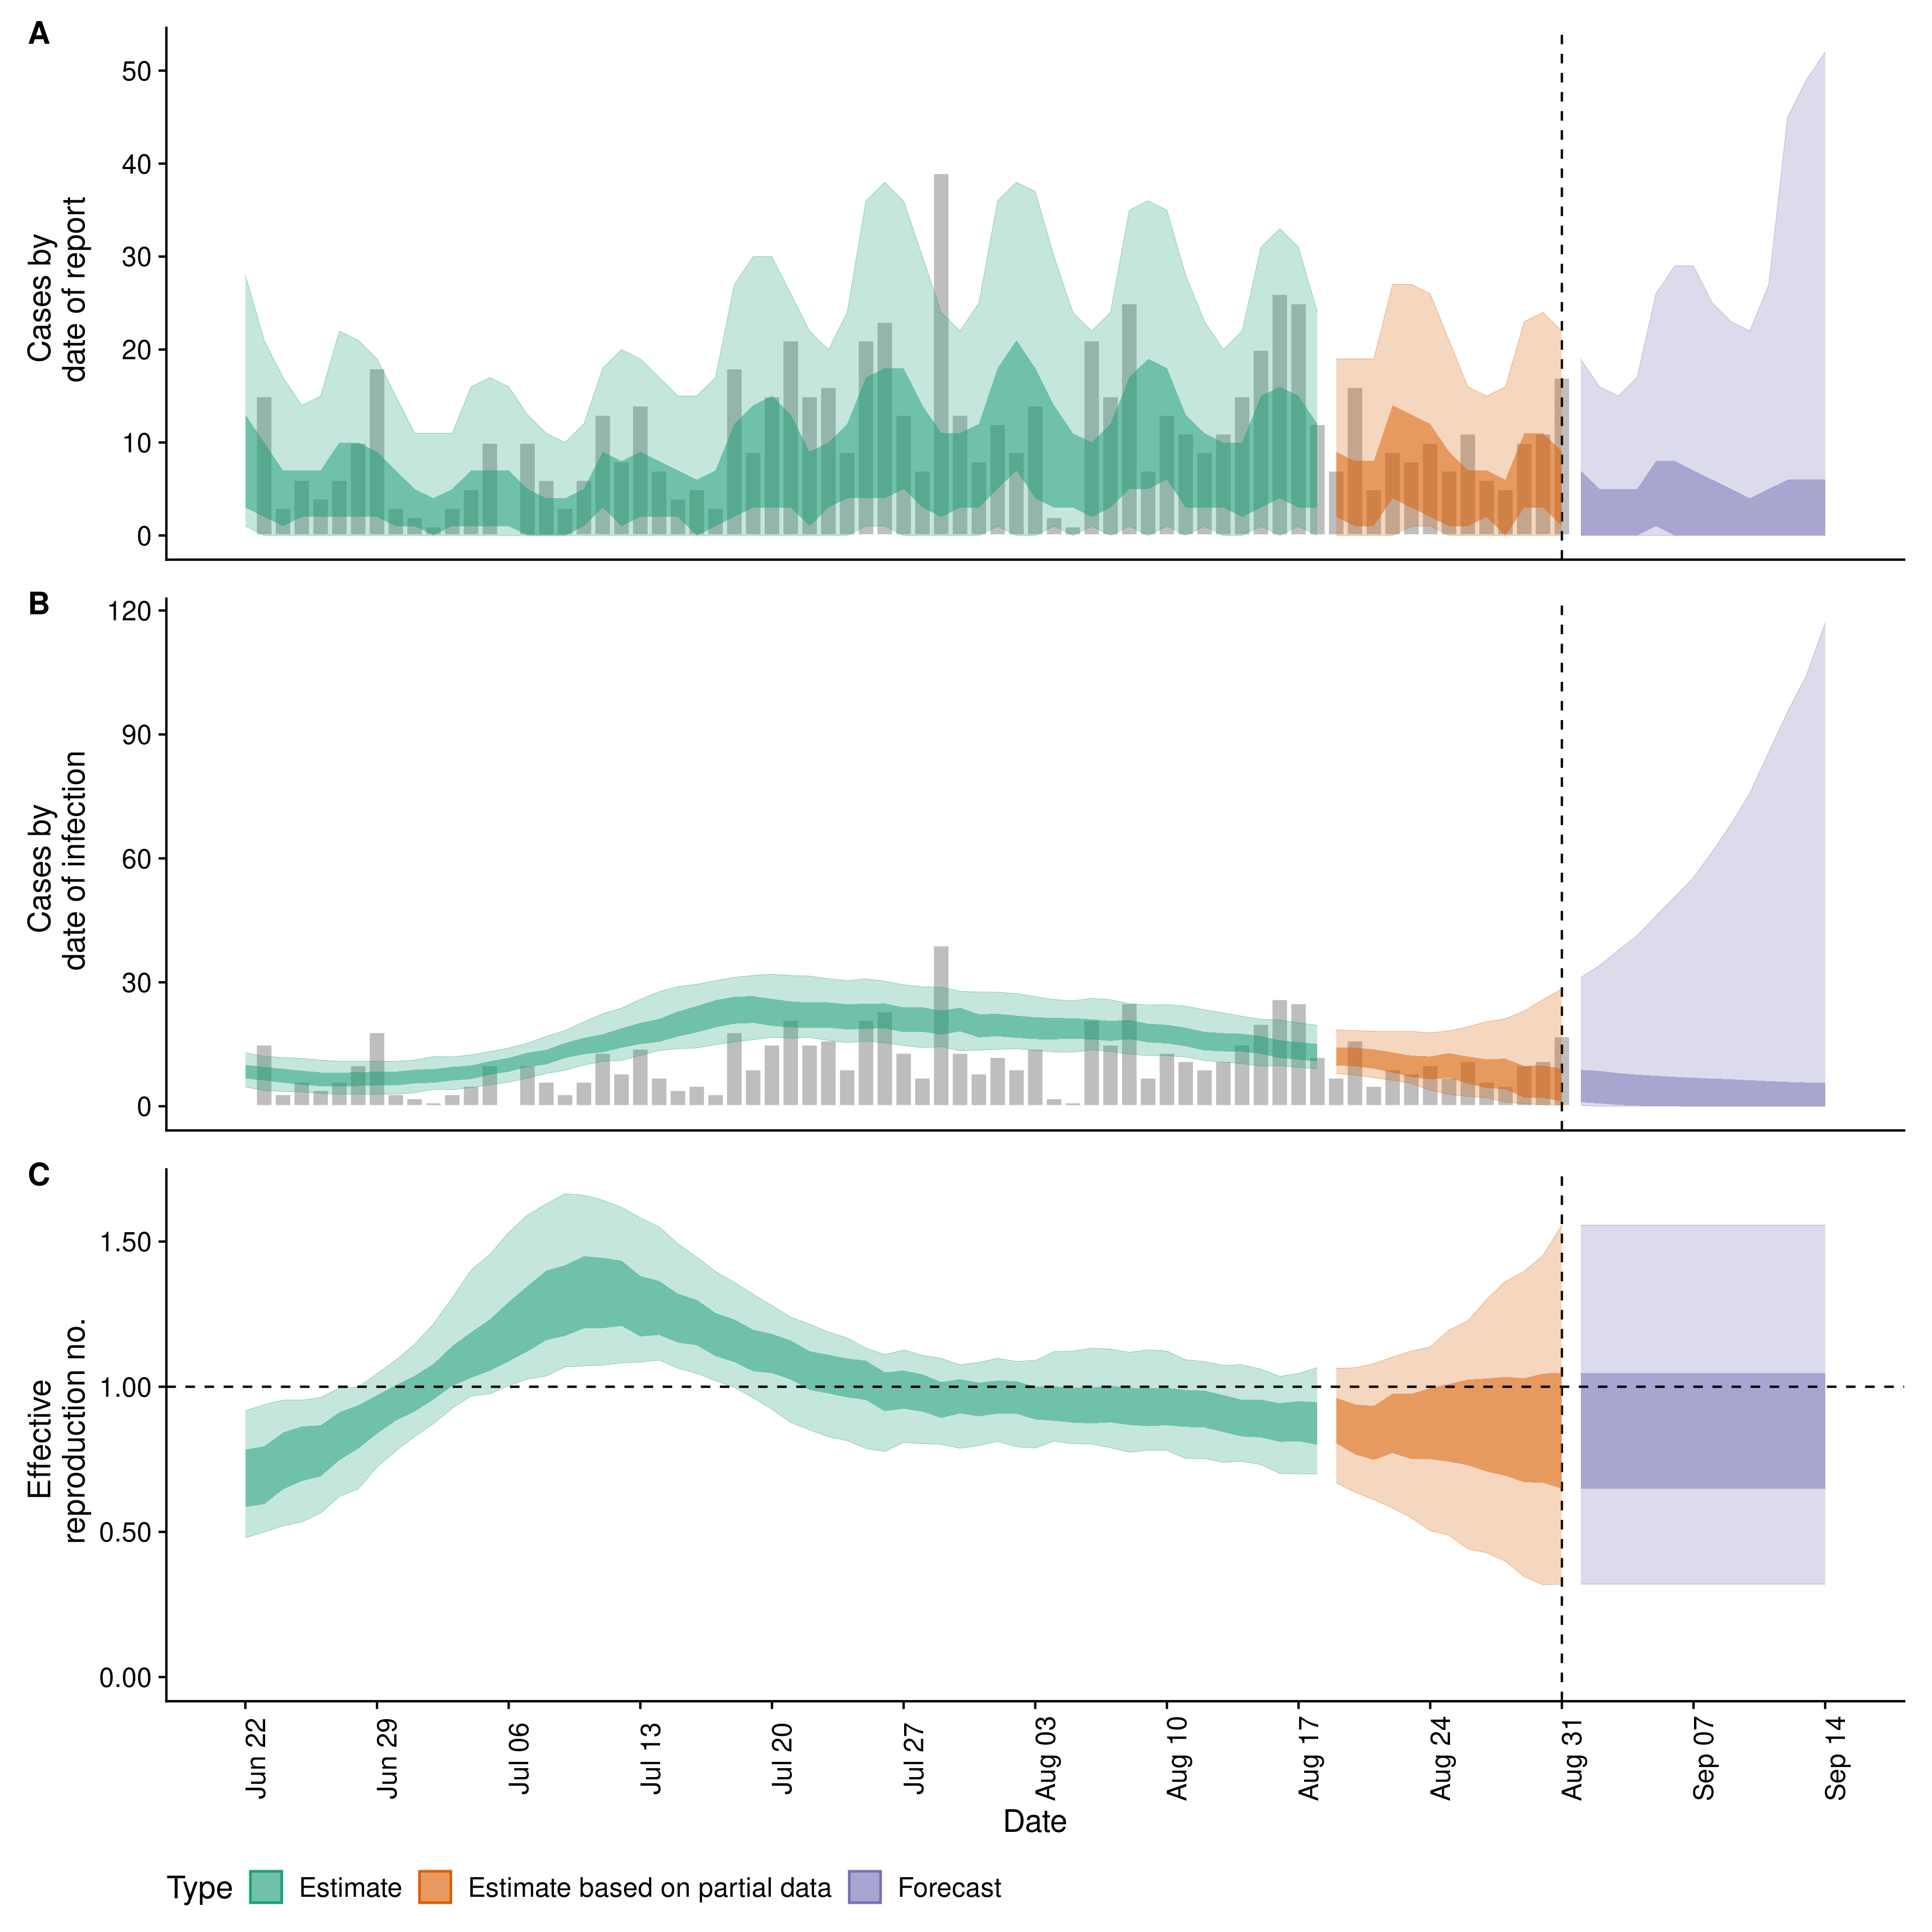 A
50
40
30
20
10
0
Cases by
date of report
B
120
90
60
30
0
Cases by
date of infection
C
1.50
1.00
0.50
0.00
Effective
reproduction no.
Jun 22
Jun 29
Jul 06
Jul 13
Jul 20
Jul 27
Aug 03
Aug 10
Aug 17
Aug 24
Aug 31
Sep 07
Sep 14
Date
Type Estimate Estimate based on partial data Forecast